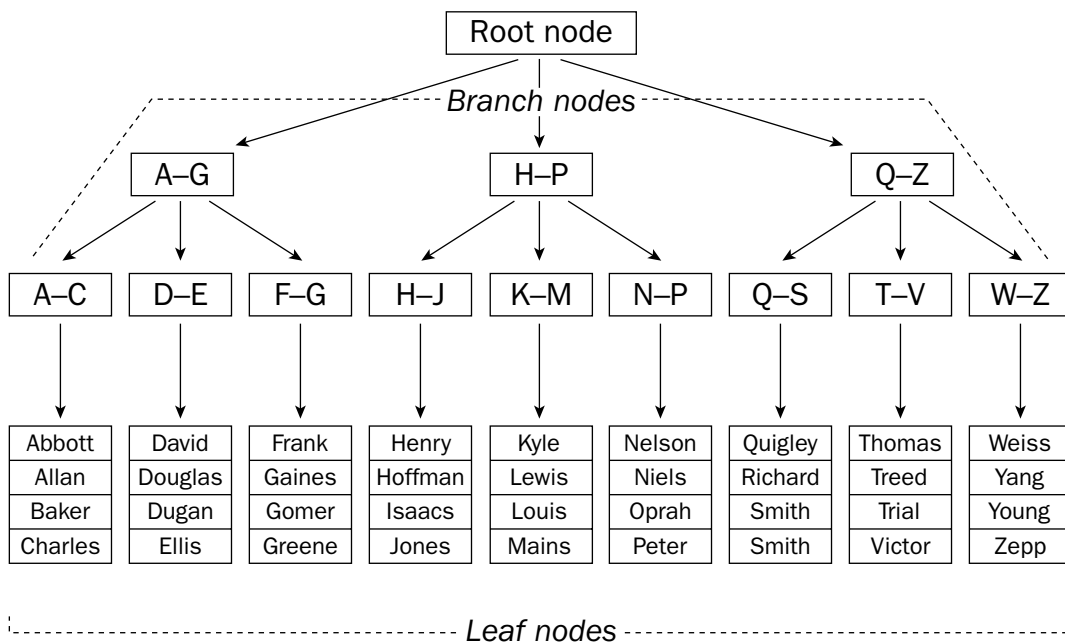 Root node
Branch nodes
A–G H–P Q–Z
A–C D–E F–G H–J K–M N–P Q–S T–V W–Z
Abbott David Frank Henry Kyle Nelson Quigley Thomas Weiss
Allan Douglas Gaines Hoffman Lewis Niels Richard Treed Yang
Baker Dugan Gomer Isaacs Louis Oprah Smith Trial Young
Charles Ellis Greene Jones Mains Peter Smith Victor Zepp
Leaf nodes